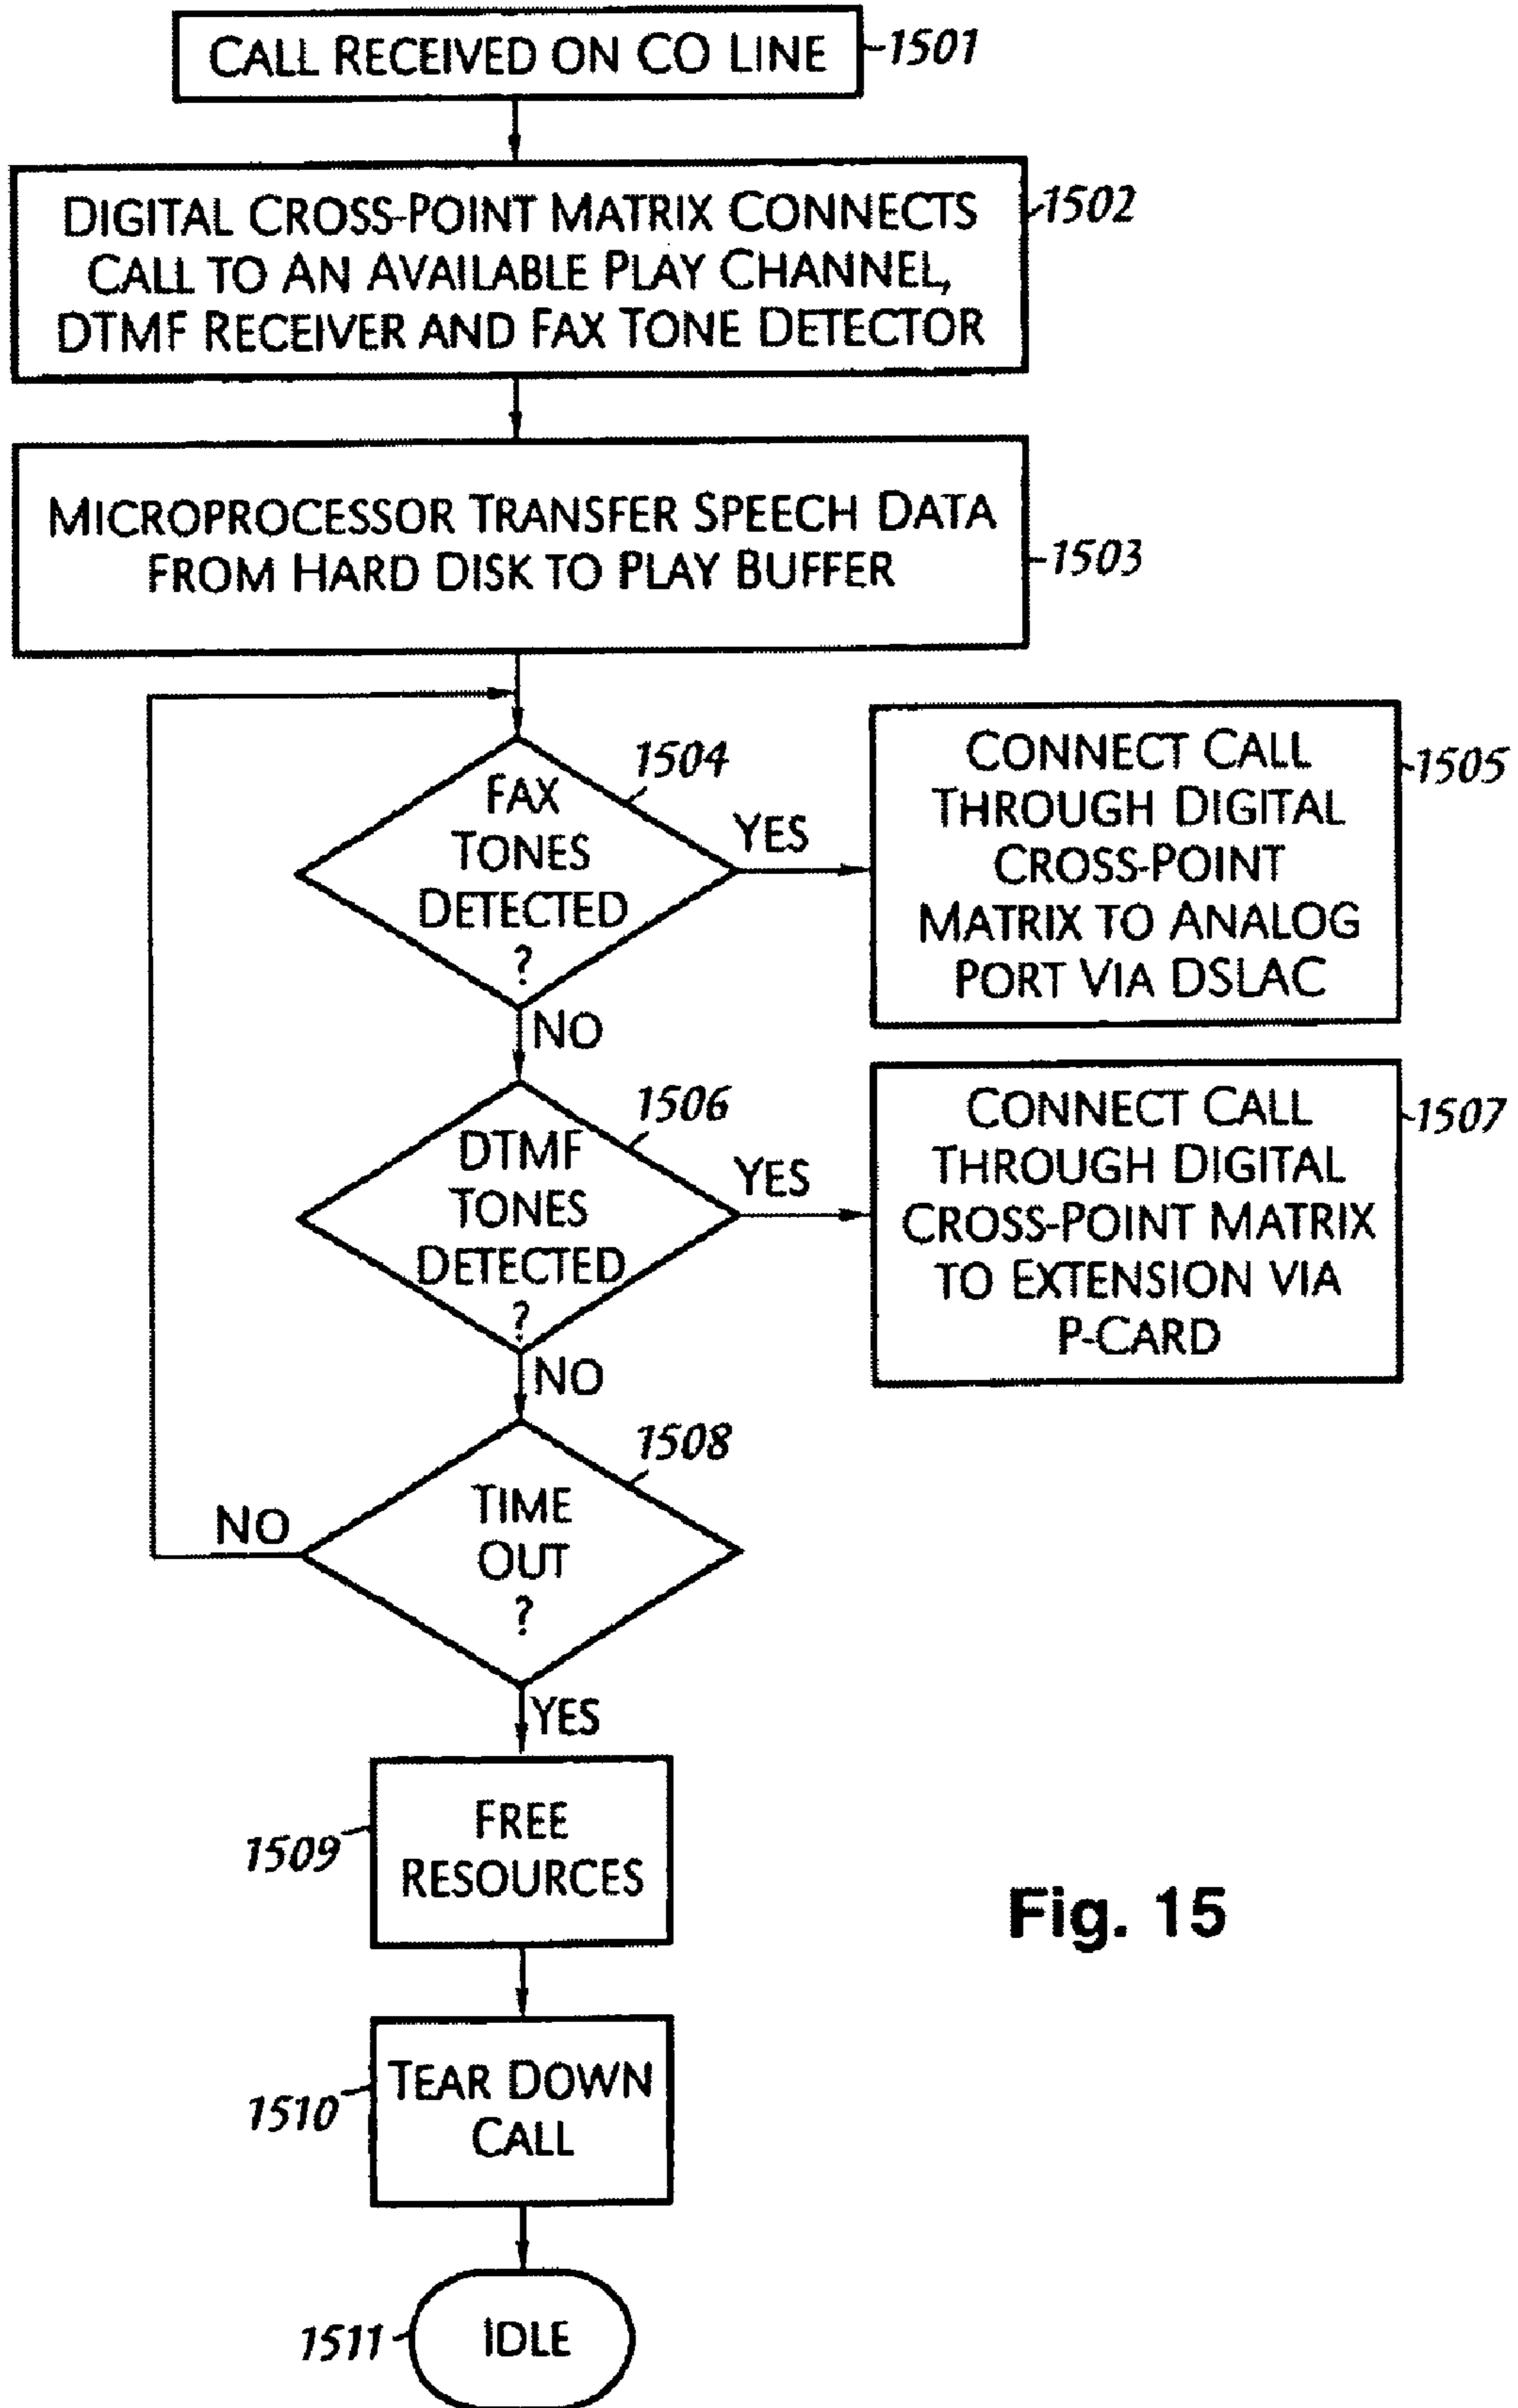 CALL RECEIVED ON CO LINE
1501
DIGITAL CROSS-POINT MATRIX CONNECTS
CALL TO AN AVAILABLE PLAY CHANNEL,
DTMF RECEIVER AND FAX TONE DETECTOR
1502
MICROPROCESSOR TRANSFER SPEECH DATA
FROM HARD DISK TO PLAY BUFFER
1503
FAX
TONES
DETECTED
?
1504
YES
CONNECT CALL
THROUGH DIGITAL
CROSS-POINT
MATRIX TO ANALOG
PORT VIA DSLAC
1505
NO
DTMF
TONES
DETECTED
?
1506
YES
CONNECT CALL
THROUGH DIGITAL
CROSS-POINT MATRIX
TO EXTENSION VIA
P-CARD
1507
NO
TIME
OUT
?
1508
NO
YES
FREE
RESOURCES
1509
Fig. 15
TEAR DOWN
CALL
1510
IDLE
1511